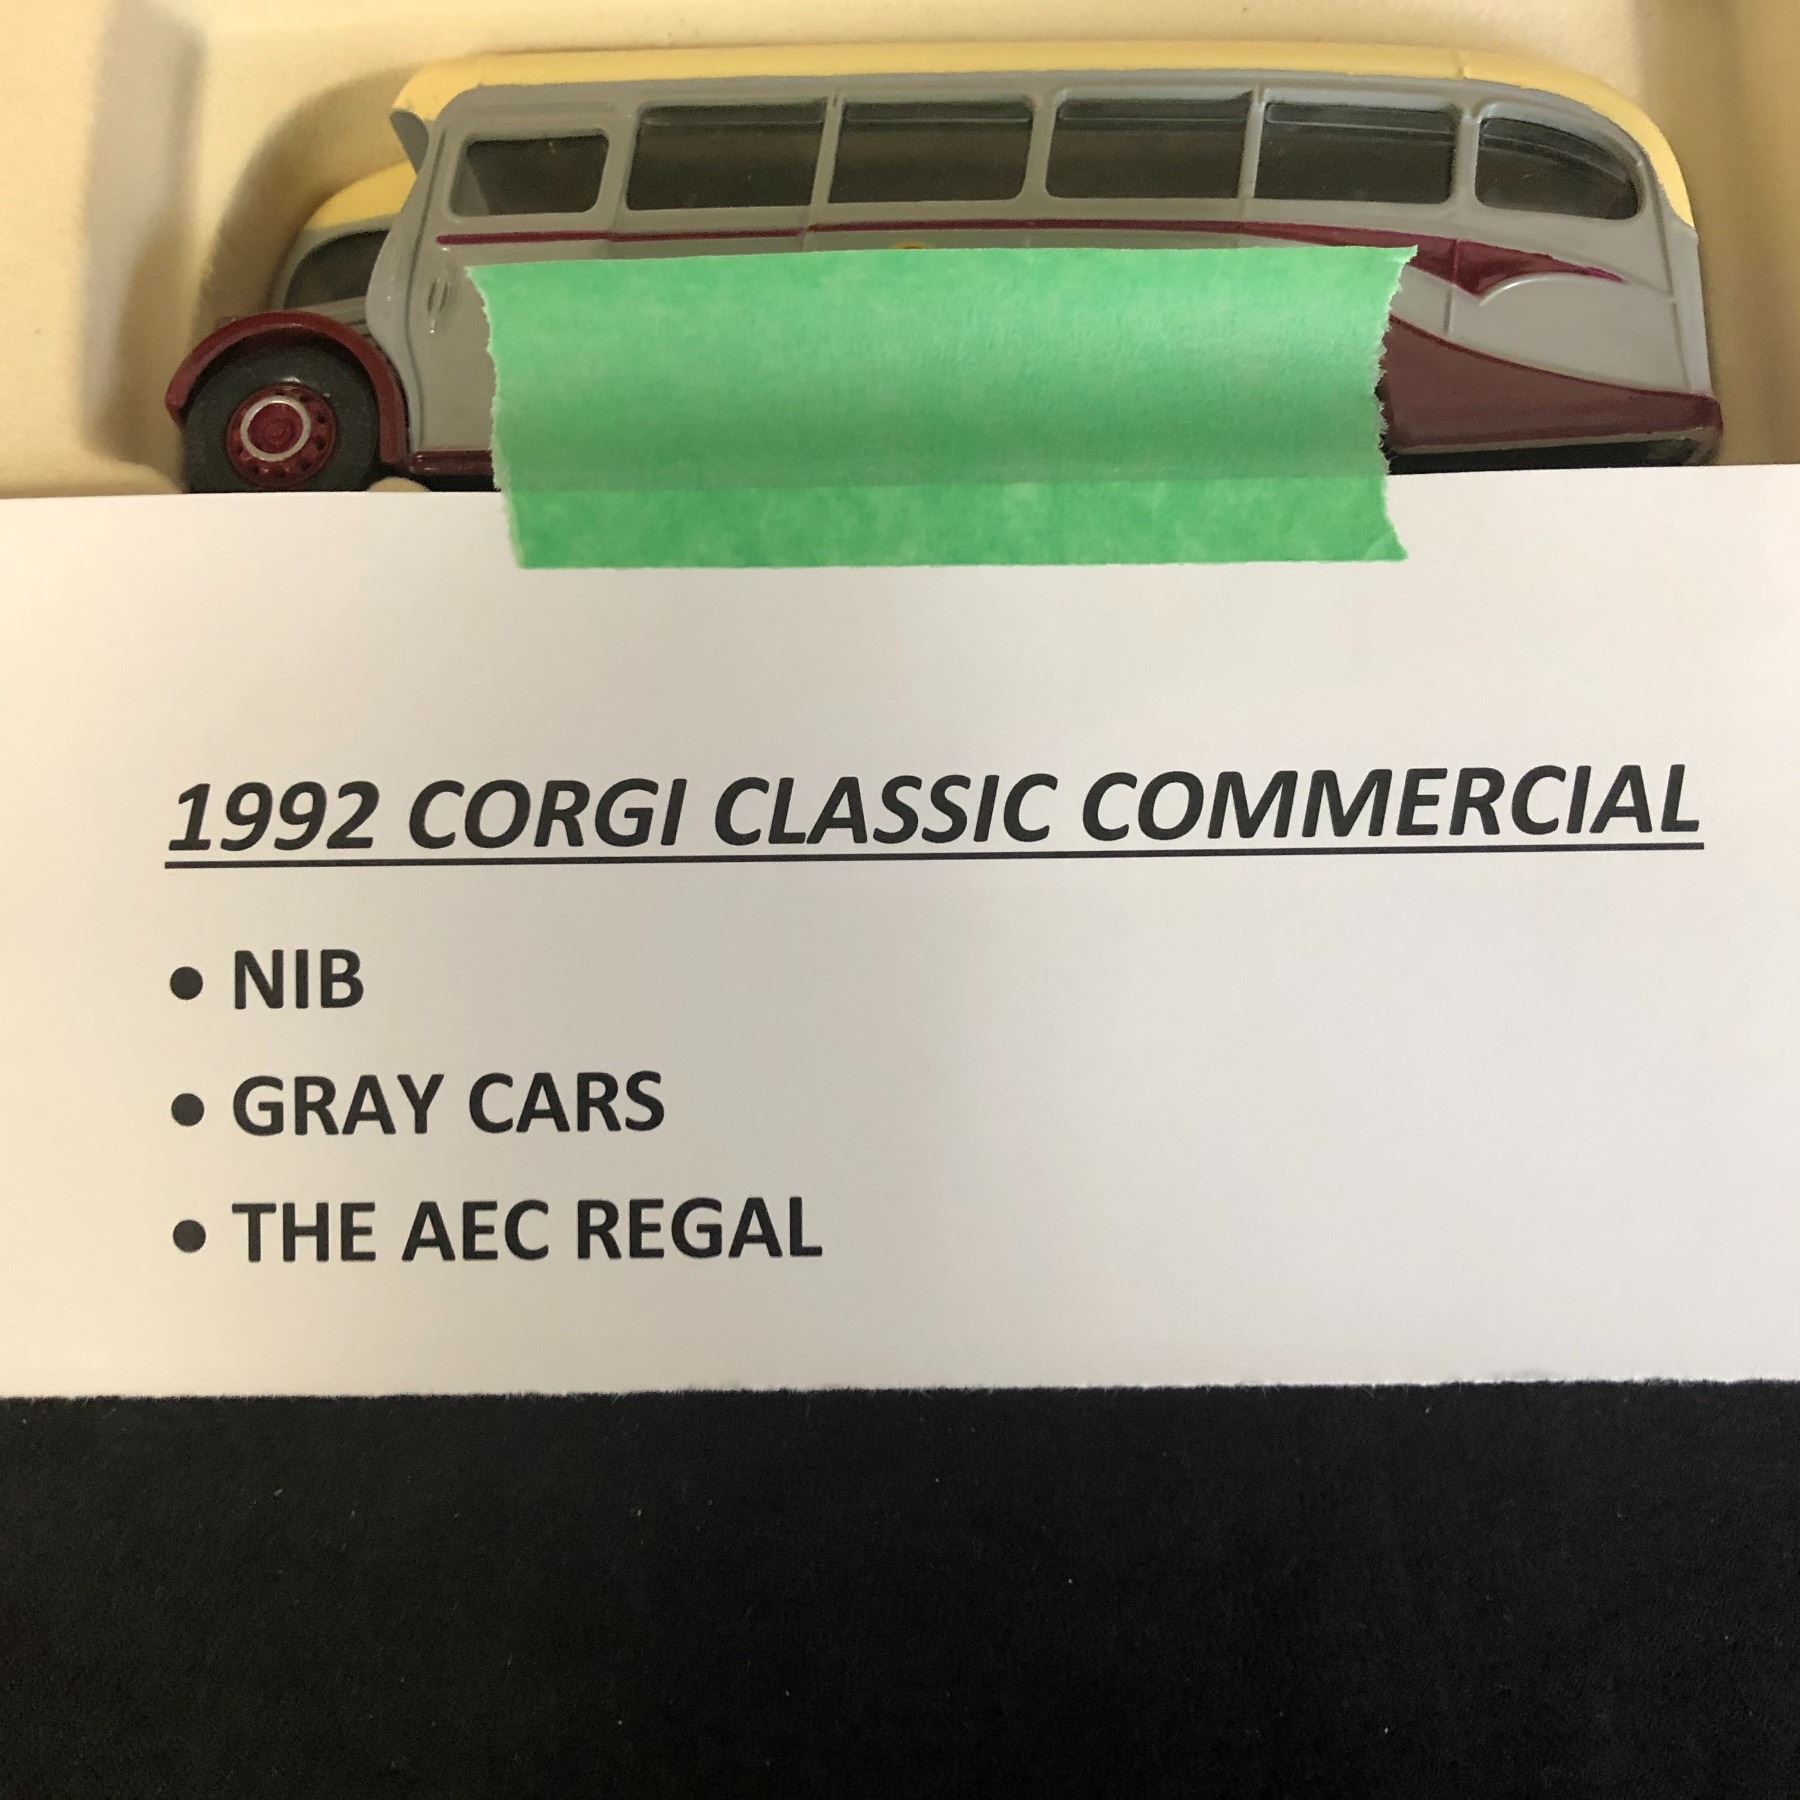 1992 CORGI CLASSIC COMMERCIAL
• NIB
• GRAY CARS
• THE AEC REGAL